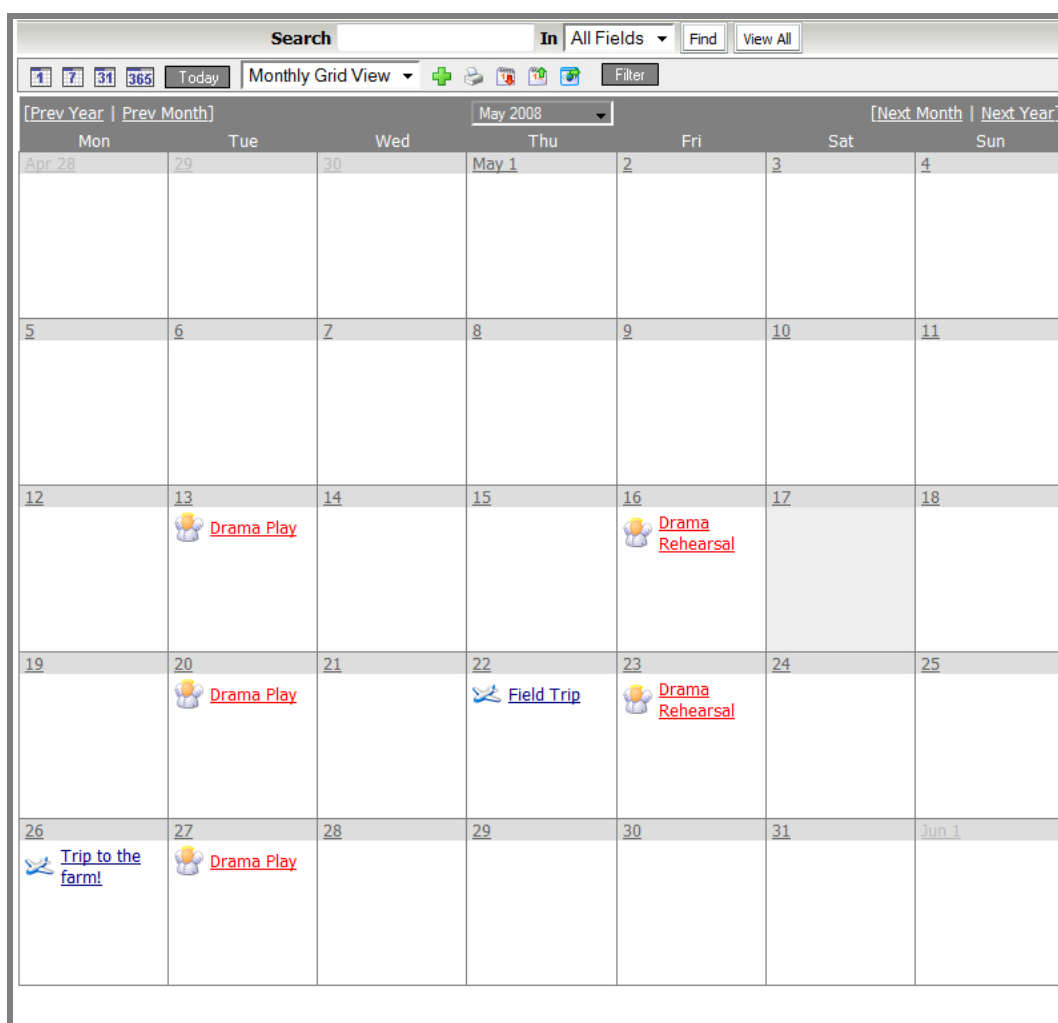 Search In All Fields Find View All
1 7 31 365 Today Monthly Grid View Filter
[Prev Year | Prev Month] May 2008 [Next Month | Next Year]
Mon Tue Wed Thu Fri Sat Sun
Apr 28 29 30 May 1 2 3 4
5 6 7 8 9 10 11
12 13 14 15 16 17 18
Drama Play
Drama
Rehearsal
19 20 21 22 23 24 25
Drama Play
Field Trip
Drama
Rehearsal
26 27 28 29 30 31 Jun 1
Trip to the
farm!
Drama Play